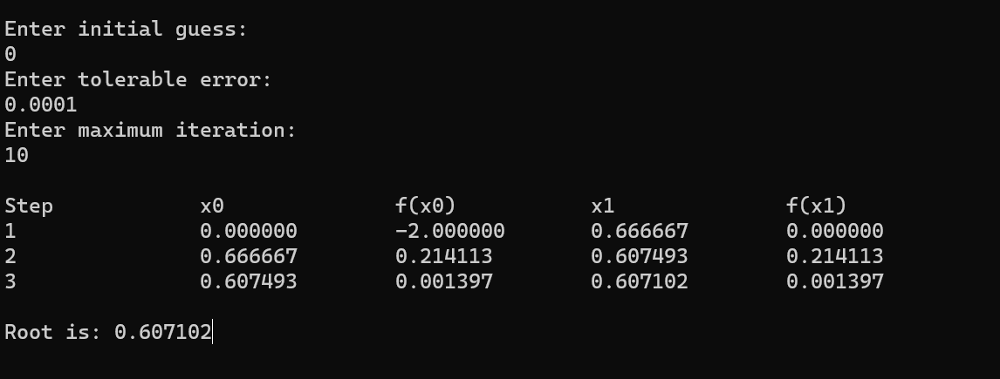 Enter initial guess:
0
Enter tolerable error:
0.0001
Enter maximum iteration:
10
Step x0 f(x0) x1 f(x1)
1 0.000000 -2.000000 0.666667 0.000000
2 0.666667 0.214113 0.607493 0.214113
3 0.607493 0.001397 0.607102 0.001397
Root is: 0.607102